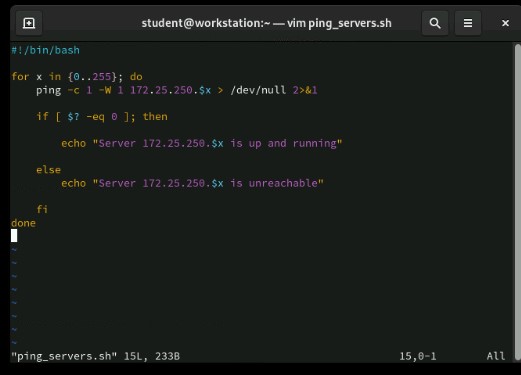 student@workstation:~ — vim ping_servers.sh
#!/bin/bash
for x in {0..255}; do
    ping -c 1 -W 1 172.25.250.$x > /dev/null 2>&1
    if [ $? -eq 0 ]; then
        echo "Server 172.25.250.$x is up and running"
    else
        echo "Server 172.25.250.$x is unreachable"
    fi
done
~
~
~
~
~
~
~
~
"ping_servers.sh" 15L, 233B 15,0-1 All